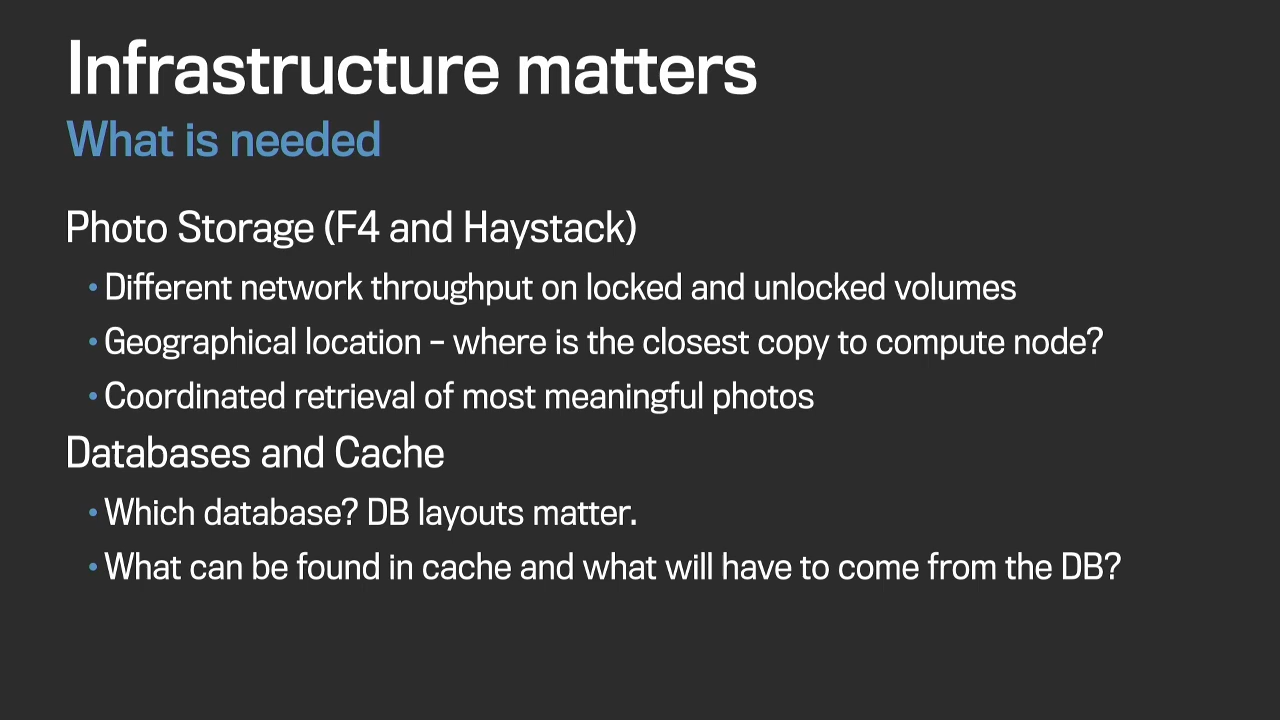 Infrastructure matters
What is needed
Photo Storage (F4 and Haystack)
• Different network throughput on locked and unlocked volumes
• Geographical location – where is the closest copy to compute node?
• Coordinated retrieval of most meaningful photos
Databases and Cache
• Which database? DB layouts matter.
• What can be found in cache and what will have to come from the DB?